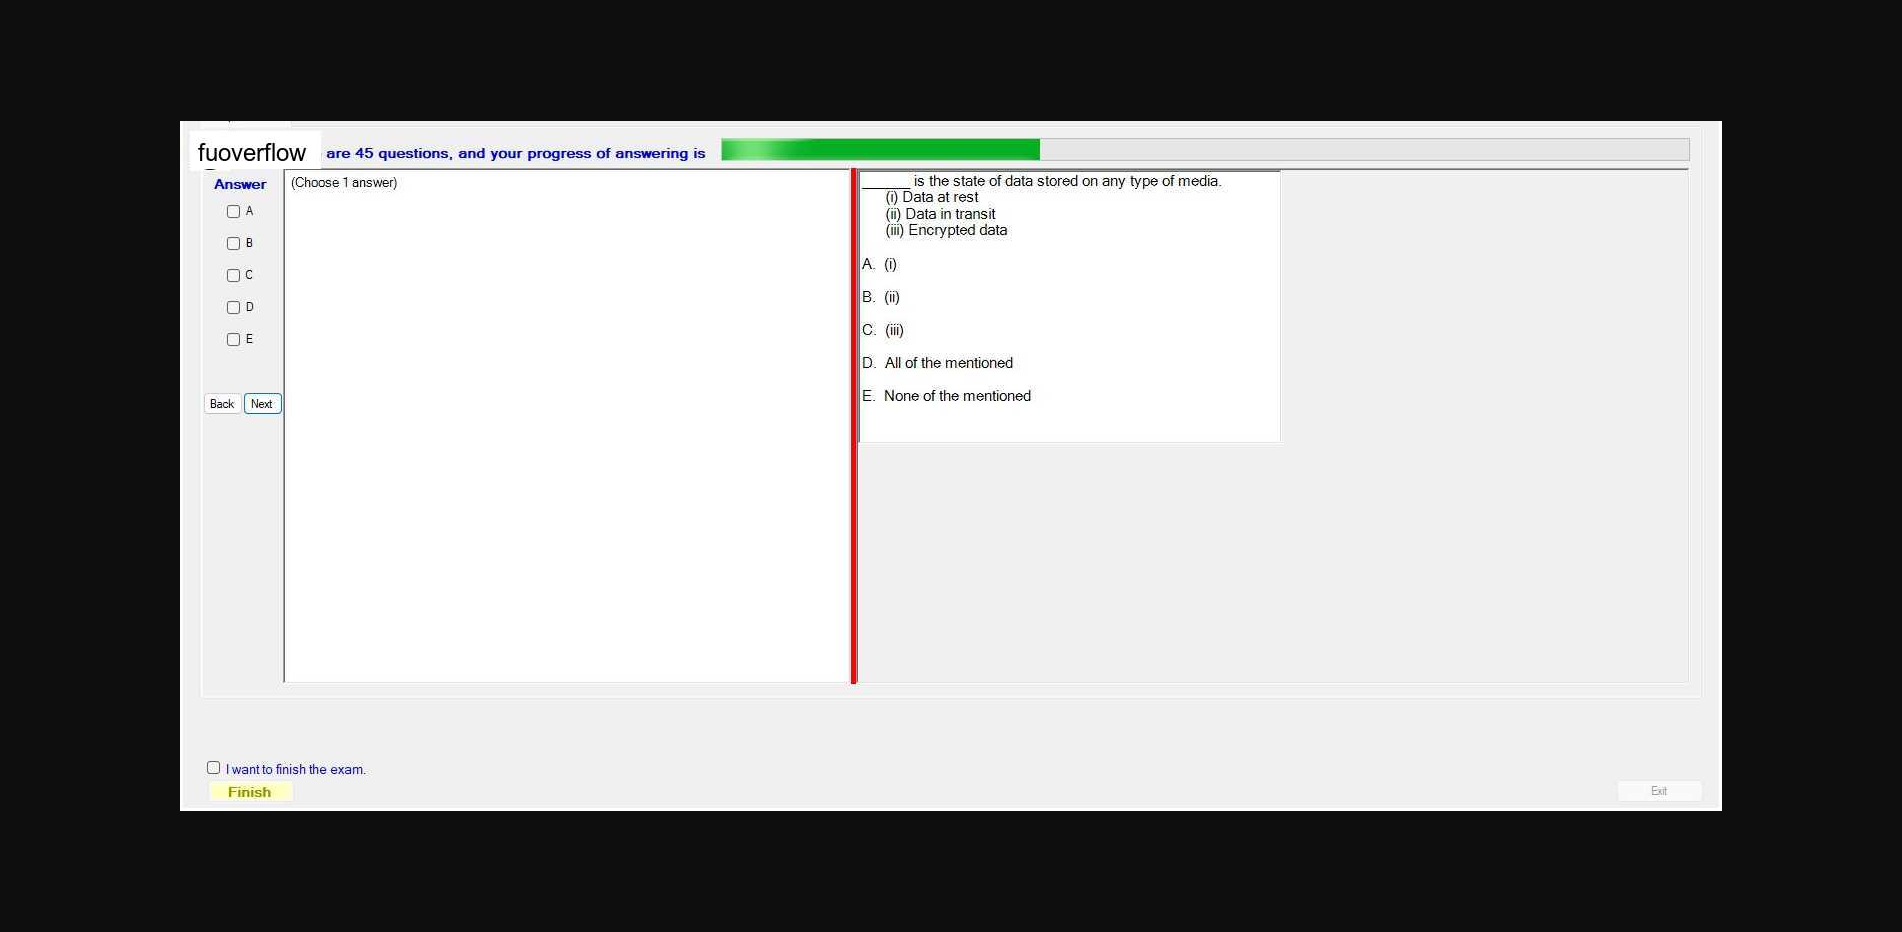 fuoverflow are 45 questions, and your progress of answering is
Answer
(Choose 1 answer)
A
B
C
D
E
Back Next
______ is the state of data stored on any type of media.
(i) Data at rest
(ii) Data in transit
(iii) Encrypted data
A. (i)
B. (ii)
C. (iii)
D. All of the mentioned
E. None of the mentioned
I want to finish the exam.
Finish
Exit